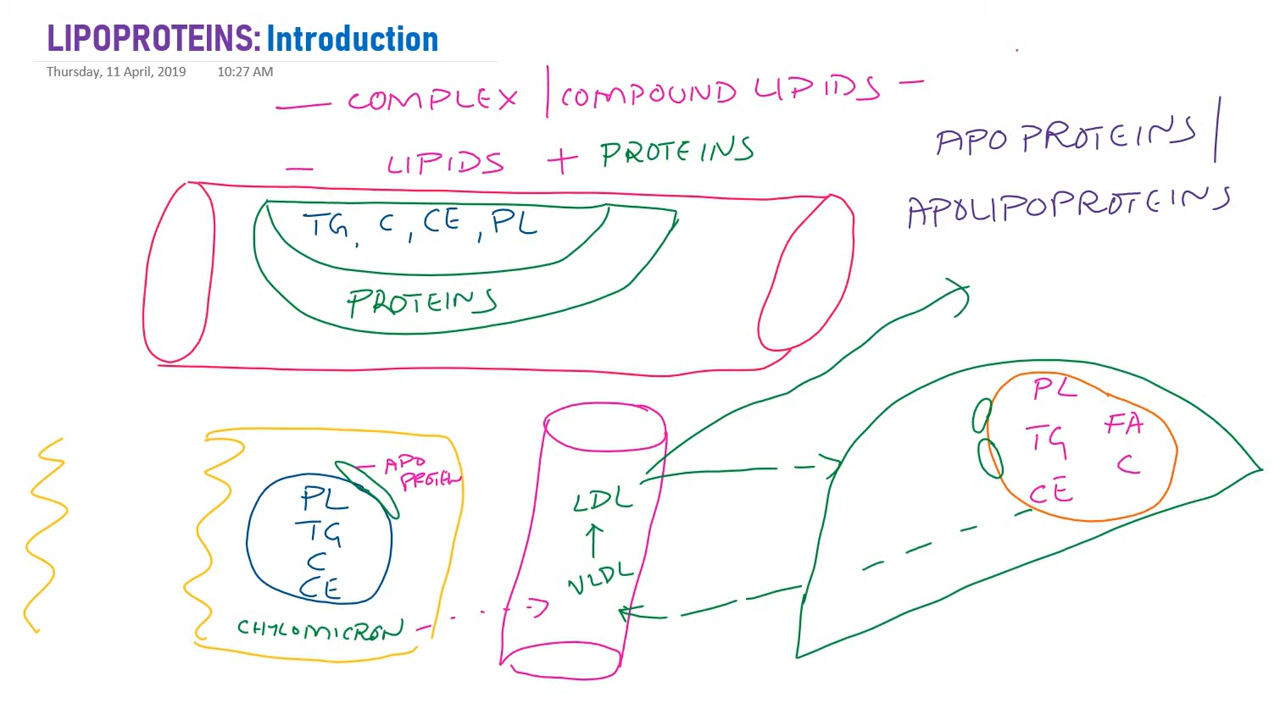 LIPOPROTEINS: Introduction
Thursday, 11 April, 2019 10:27 AM
— COMPLEX | COMPOUND LIPIDS —
— LIPIDS + PROTEINS
APO PROTEINS |
APOLIPOPROTEINS
TG, C, CE, PL
PROTEINS
APO
PROTEIN
PL
TG
C
CE
CHYLOMICRON
LDL
VLDL
PL
TG FA
CE C